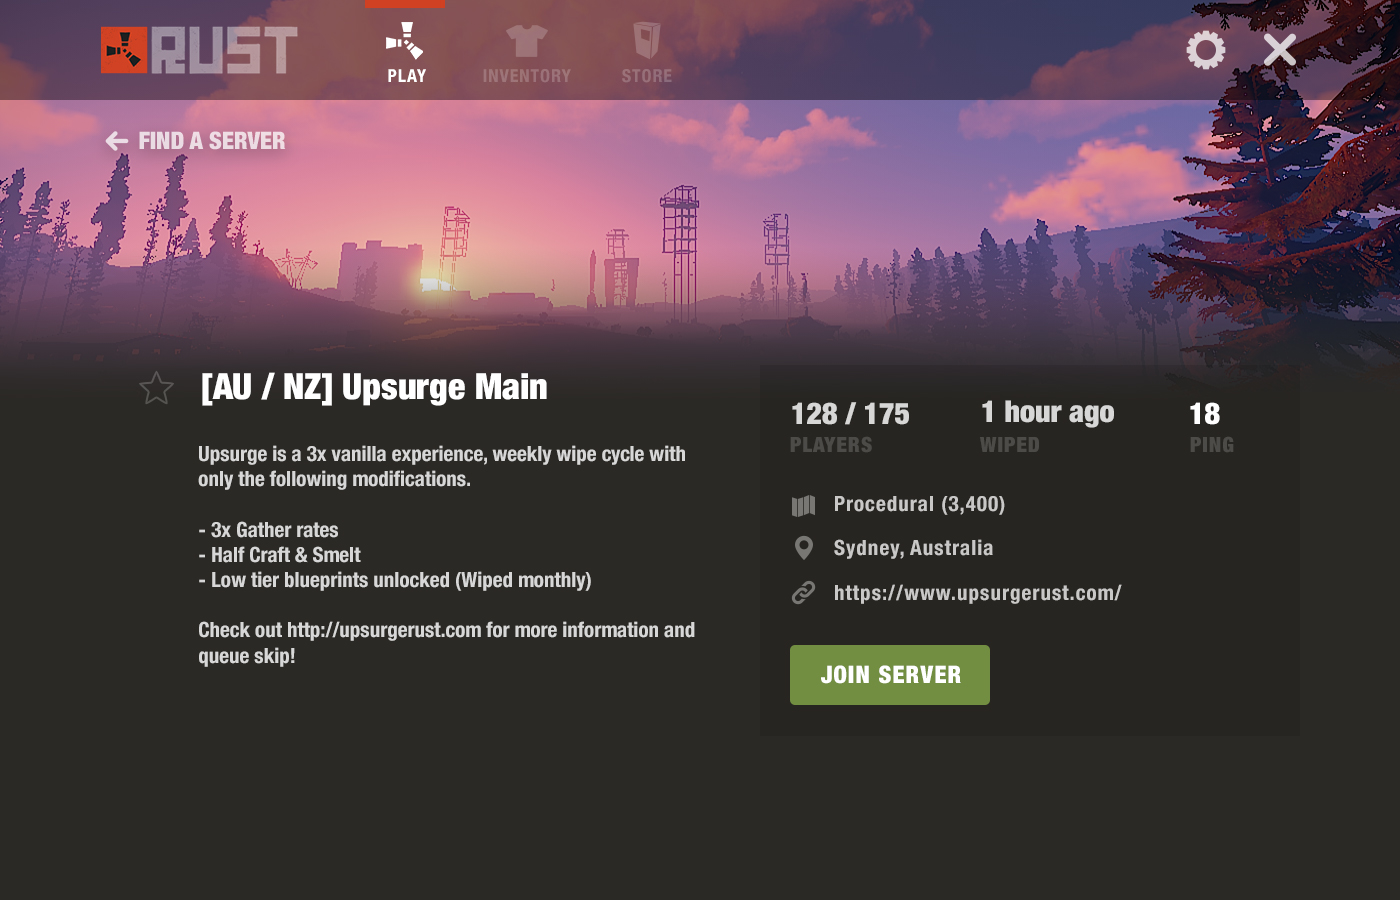 RUST
PLAY
INVENTORY
STORE
FIND A SERVER
[AU / NZ] Upsurge Main
Upsurge is a 3x vanilla experience, weekly wipe cycle with
only the following modifications.
- 3x Gather rates
- Half Craft & Smelt
- Low tier blueprints unlocked (Wiped monthly)
Check out http://upsurgerust.com for more information and
queue skip!
128 / 175
PLAYERS
1 hour ago
WIPED
18
PING
Procedural (3,400)
Sydney, Australia
https://www.upsurgerust.com/
JOIN SERVER